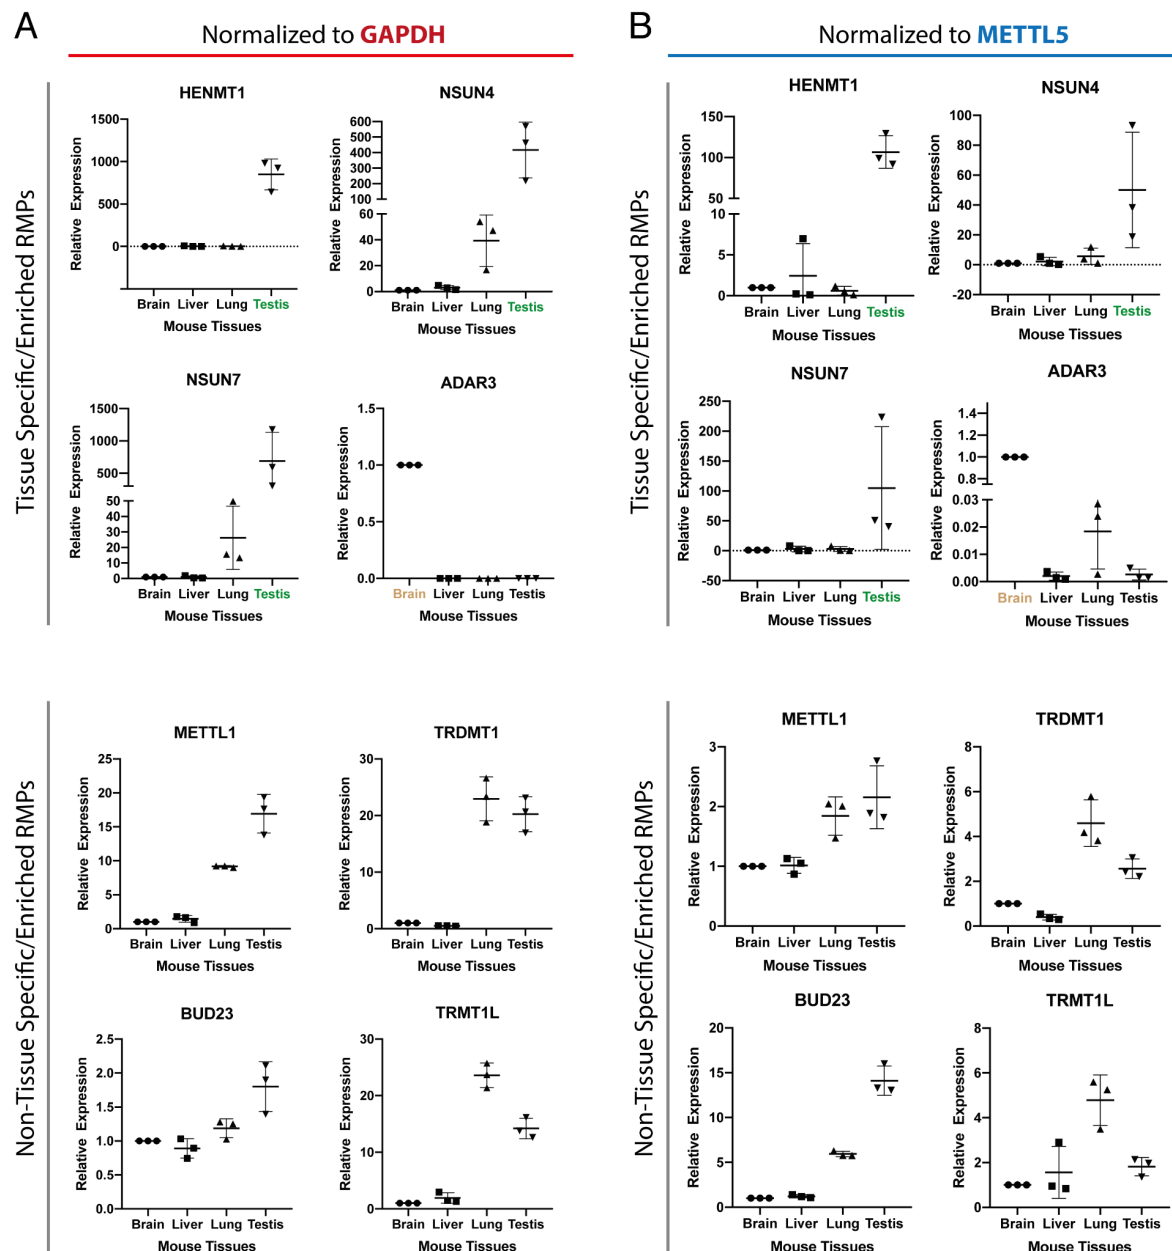 A
Normalized to GAPDH
B
Normalized to METTL5
Tissue Specific/Enriched RMPs
HENMT1
Relative Expression
1500
1000
500
0
Brain Liver Lung Testis
Mouse Tissues
NSUN4
Relative Expression
600
500
400
300
200
100
60
40
20
0
Brain Liver Lung Testis
Mouse Tissues
NSUN7
Relative Expression
1500
1000
500
50
40
30
20
10
0
Brain Liver Lung Testis
Mouse Tissues
ADAR3
Relative Expression
1.5
1.0
0.5
0.0
Brain Liver Lung Testis
Mouse Tissues
Tissue Specific/Enriched RMPs
HENMT1
Relative Expression
150
100
50
10
5
0
Brain Liver Lung Testis
Mouse Tissues
NSUN4
Relative Expression
100
80
60
40
20
0
-20
Brain Liver Lung Testis
Mouse Tissues
NSUN7
Relative Expression
250
200
150
100
50
0
-50
Brain Liver Lung Testis
Mouse Tissues
ADAR3
Relative Expression
1.4
1.2
1.0
0.8
0.03
0.02
0.01
0.00
Brain Liver Lung Testis
Mouse Tissues
Non-Tissue Specific/Enriched RMPs
METTL1
Relative Expression
25
20
15
10
5
0
Brain Liver Lung Testis
Mouse Tissues
TRDMT1
Relative Expression
30
20
10
0
Brain Liver Lung Testis
Mouse Tissues
BUD23
Relative Expression
2.5
2.0
1.5
1.0
0.5
0.0
Brain Liver Lung Testis
Mouse Tissues
TRMT1L
Relative Expression
30
20
10
0
Brain Liver Lung Testis
Mouse Tissues
Non-Tissue Specific/Enriched RMPs
METTL1
Relative Expression
3
2
1
0
Brain Liver Lung Testis
Mouse Tissues
TRDMT1
Relative Expression
8
6
4
2
0
Brain Liver Lung Testis
Mouse Tissues
BUD23
Relative Expression
20
15
10
5
0
Brain Liver Lung Testis
Mouse Tissues
TRMT1L
Relative Expression
8
6
4
2
0
Brain Liver Lung Testis
Mouse Tissues